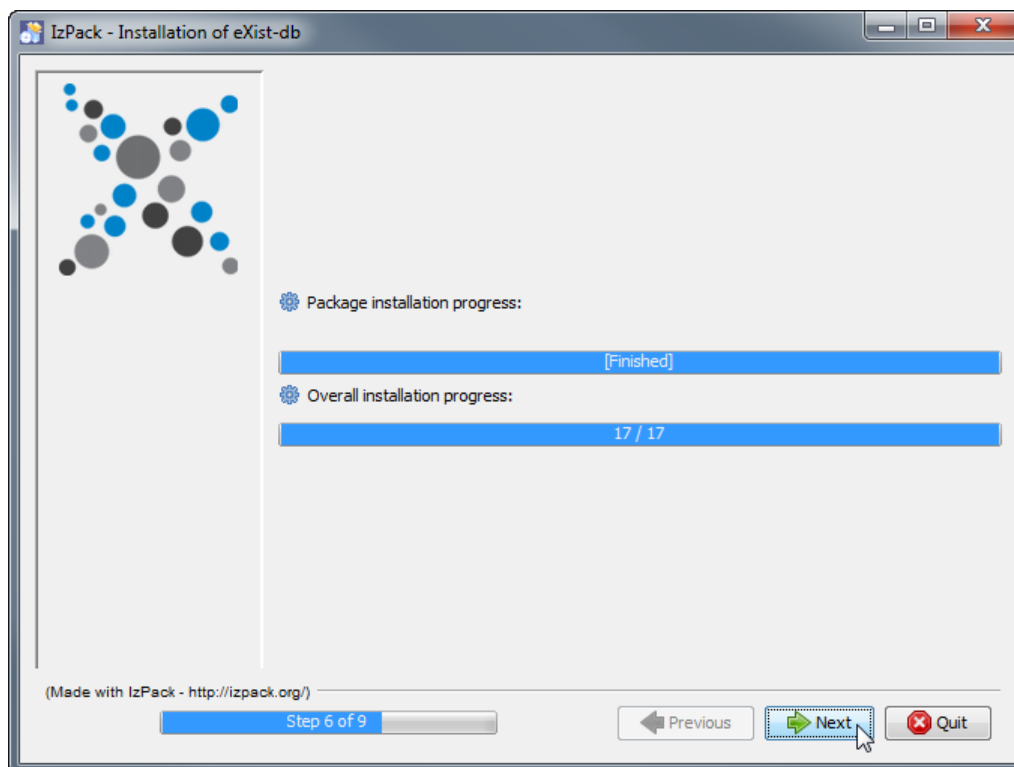 IzPack - Installation of eXist-db
Package installation progress:
[Finished]
Overall installation progress:
17 / 17
(Made with IzPack - http://izpack.org/)
Step 6 of 9
Previous
Next
Quit